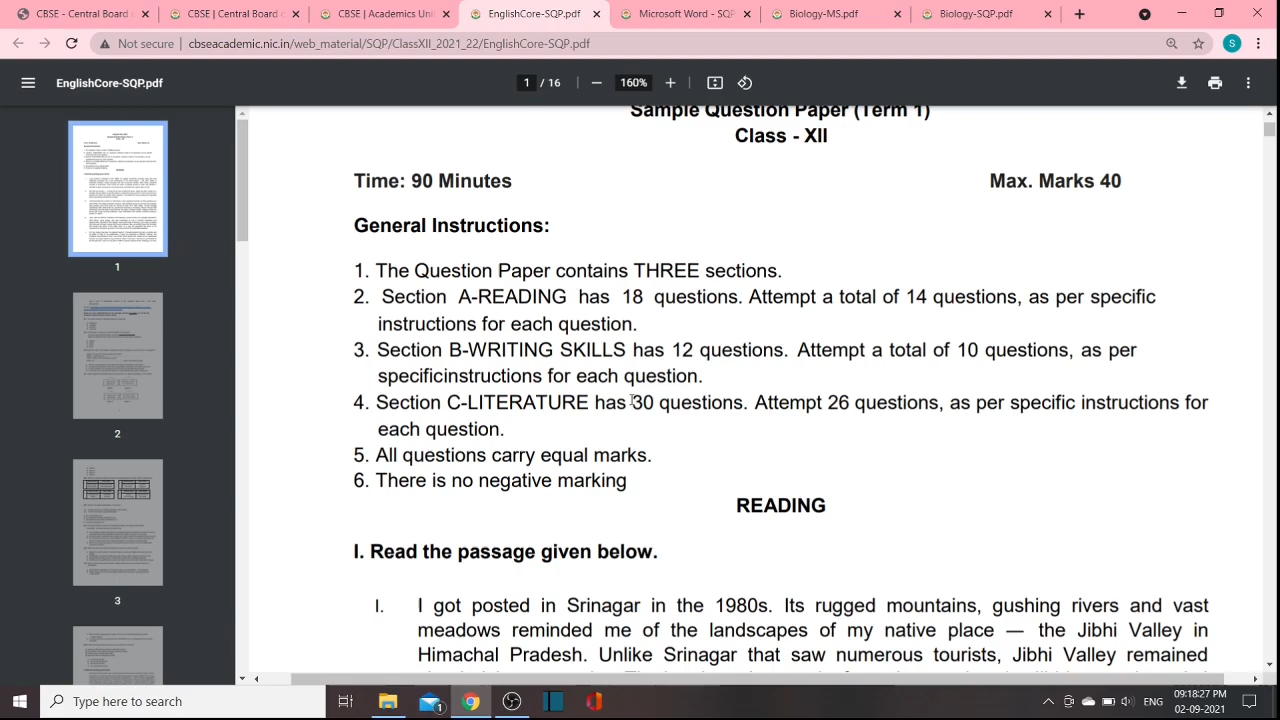 CBSE | Central Board o
CBSE | Central Board o
CBSE | Academics Uni
EnglishCore-SQP.pdf
Microsoft Word - SQP
Biology-MS.pdf
Biology-SQP.pdf
Not secure | cbseacademic.nic.in/web_material/SQP/ClassXII_2021_22/EnglishCore-SQP.pdf
S
EnglishCore-SQP.pdf
1 / 16
160%
Sample Question Paper (Term 1)
Class - XII
Time: 90 Minutes Max. Marks 40
General Instructions:
1. The Question Paper contains THREE sections.
2. Section A-READING has 18 questions. Attempt a total of 14 questions, as per specific
instructions for each question.
3. Section B-WRITING SKILLS has 12 questions. Attempt a total of 10 questions, as per
specificinstructions for each question.
4. Section C-LITERATURE has 30 questions. Attempt 26 questions, as per specific instructions for
each question.
5. All questions carry equal marks.
6. There is no negative marking
READING
I. Read the passage given below.
I. I got posted in Srinagar in the 1980s. Its rugged mountains, gushing rivers and vast
meadows reminded me of the landscapes of my native place — the Jibhi Valley in
Himachal Pradesh. Unlike Srinagar that saw numerous tourists, Jibhi Valley remained
1
2
3
Type here to search
1
ENG
09:18:27 PM
02-09-2021